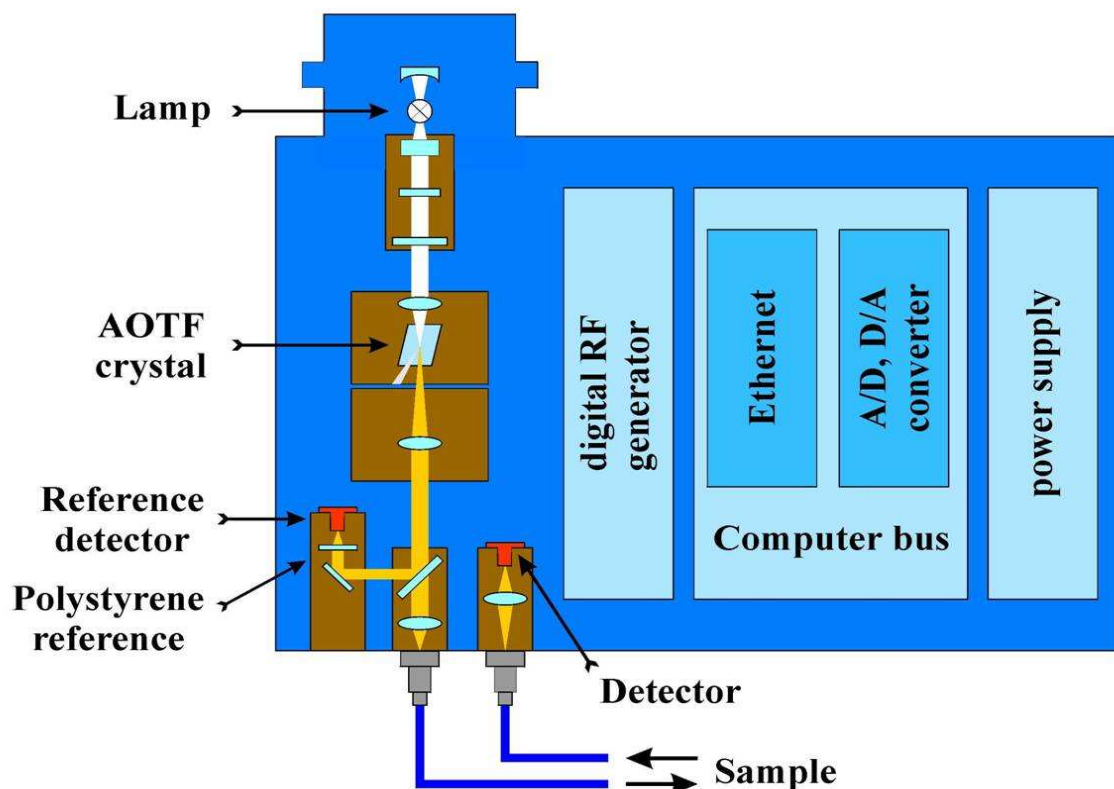 Lamp
AOTF
crystal
Reference
detector
Polystyrene
reference
digital RF
generator
Ethernet
A/D, D/A
converter
Computer bus
power supply
Detector
Sample